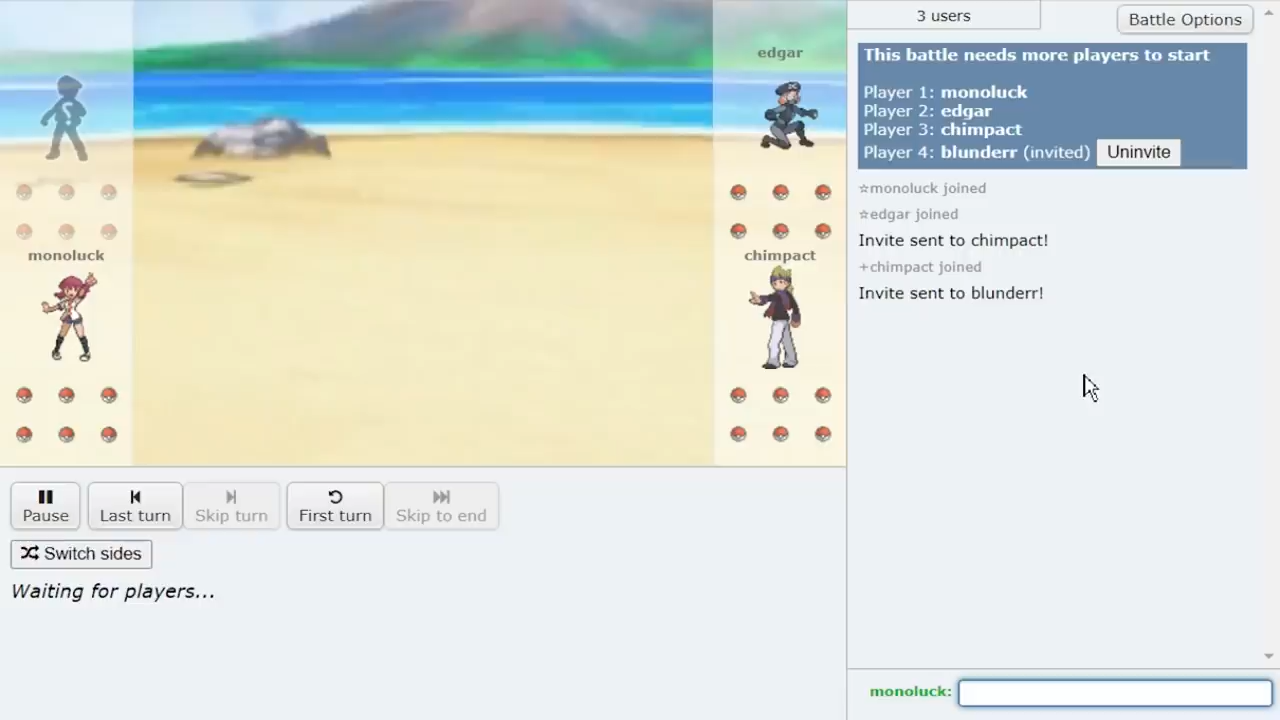 edgar
monoluck
chimpact
Pause
Last turn
Skip turn
First turn
Skip to end
Switch sides
Waiting for players...
3 users
Battle Options
This battle needs more players to start
Player 1: monoluck
Player 2: edgar
Player 3: chimpact
Player 4: blunderr (invited) Uninvite
☆monoluck joined
☆edgar joined
Invite sent to chimpact!
+chimpact joined
Invite sent to blunderr!
monoluck: